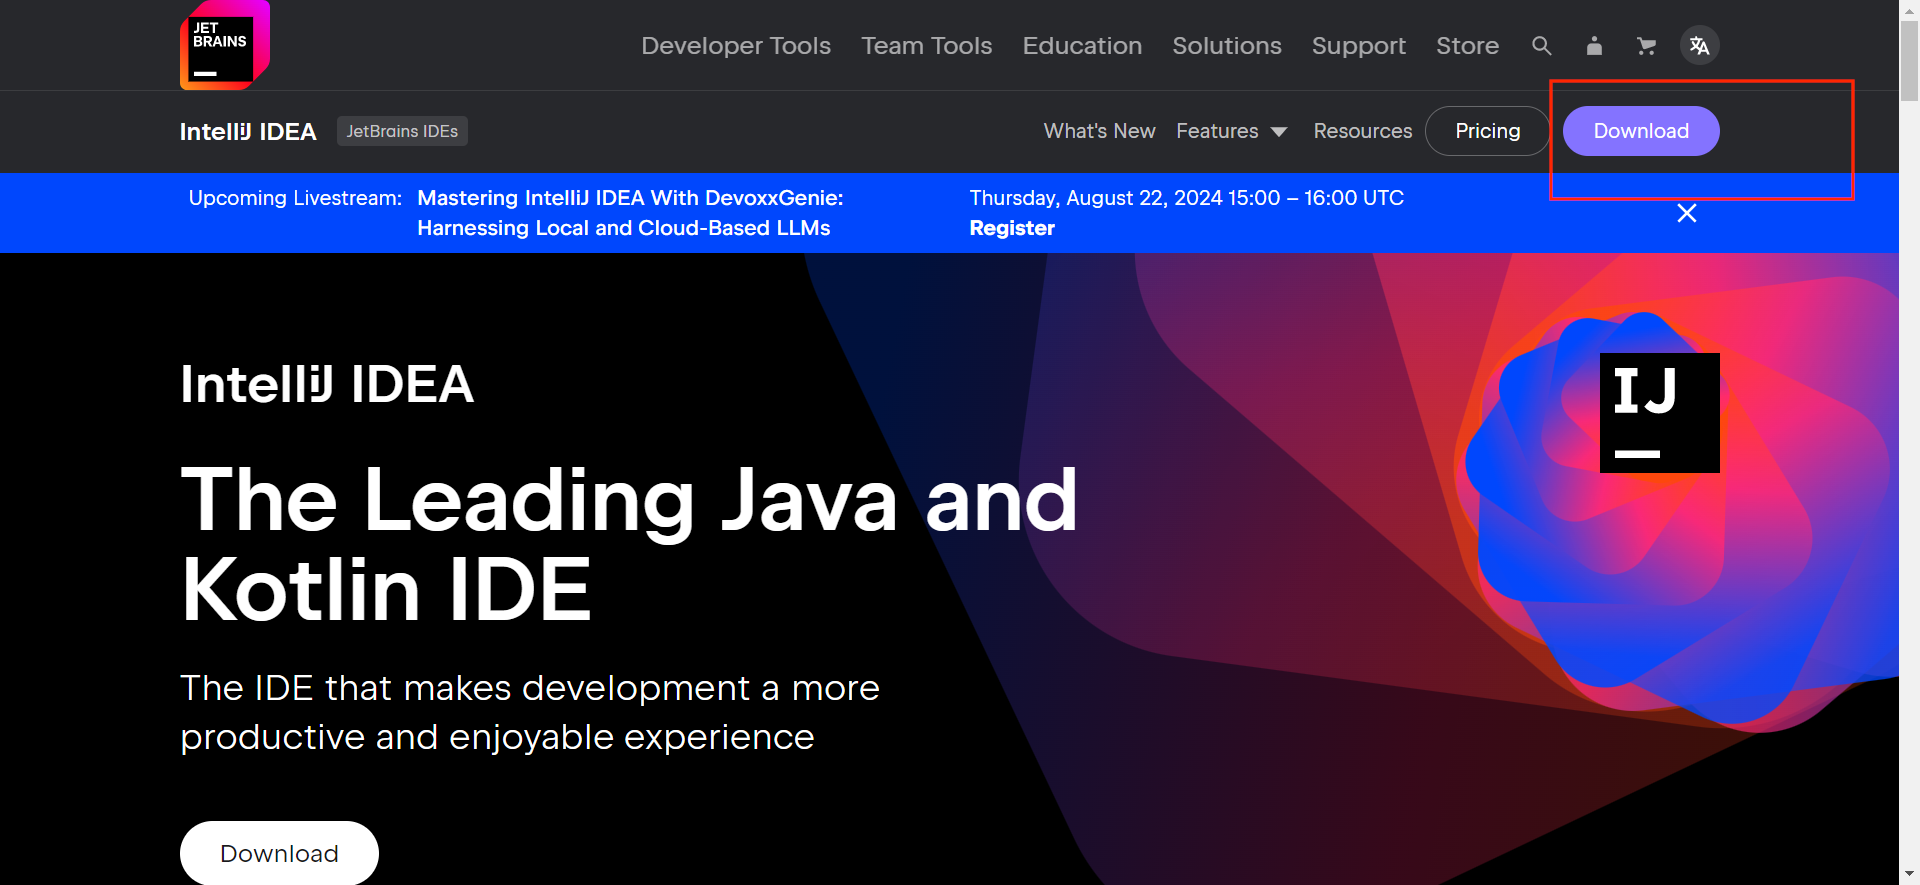 JET
BRAINS
Developer Tools Team Tools Education Solutions Support Store
IntelliJ IDEA JetBrains IDEs What's New Features Resources Pricing Download
Upcoming Livestream: Mastering IntelliJ IDEA With DevoxxGenie: Thursday, August 22, 2024 15:00 – 16:00 UTC
Harnessing Local and Cloud-Based LLMs Register
IntelliJ IDEA
IJ
The Leading Java and
Kotlin IDE
The IDE that makes development a more
productive and enjoyable experience
Download